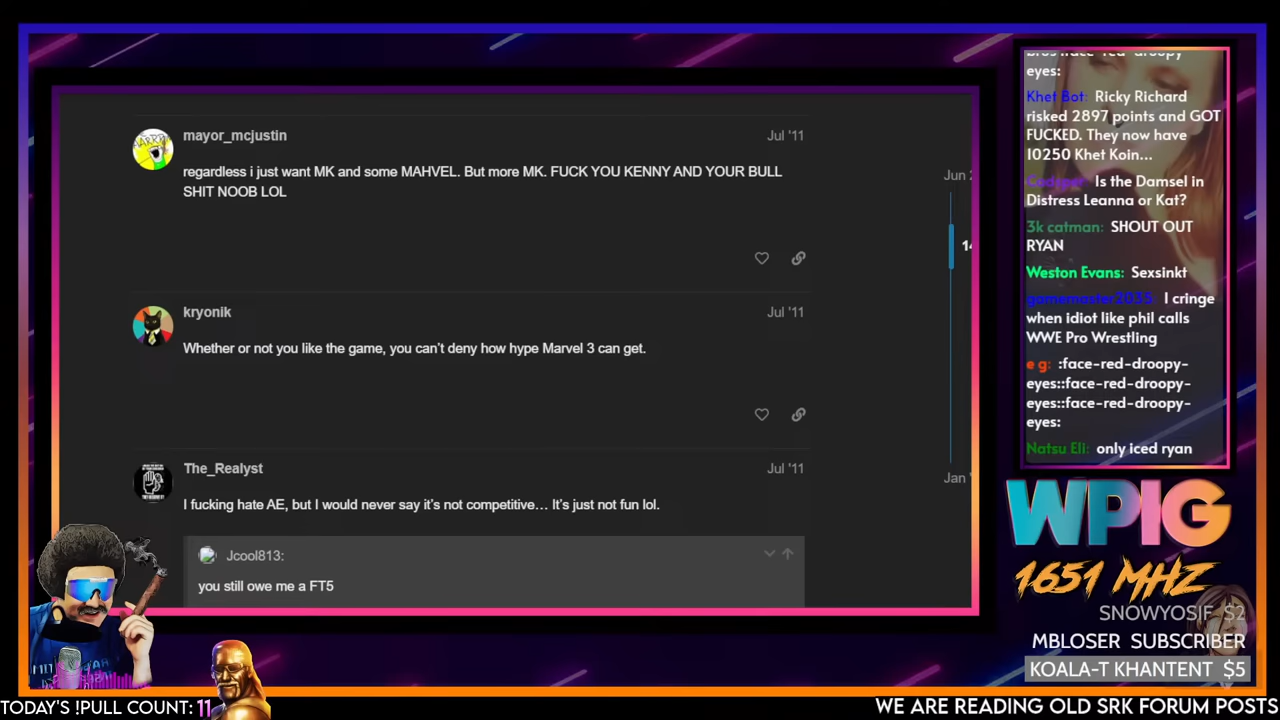 mayor_mcjustin
Jul '11
regardless i just want MK and some MAHVEL. But more MK. FUCK YOU KENNY AND YOUR BULL
SHIT NOOB LOL
kryonik
Jul '11
Whether or not you like the game, you can't deny how hype Marvel 3 can get.
The_Realyst
Jul '11
I fucking hate AE, but I would never say it's not competitive… It's just not fun lol.
Jcool813:
you still owe me a FT5
Jun 2
14
Jan '
eyes:
Khet Bot: Ricky Richard
risked 2897 points and GOT
FUCKED. They now have
10250 Khet Koin...
Is the Damsel in
Distress Leanna or Kat?
3k catman: SHOUT OUT
RYAN
Weston Evans: Sexsinkt
gamemaster2035 I cringe
when idiot like phil calls
WWE Pro Wrestling
e g: :face-red-droopy-
eyes::face-red-droopy-
eyes::face-red-droopy-
eyes:
Natsu Eli: only iced ryan
WPIG
1651 MHZ
SNOWYOSIF $2
MBLOSER SUBSCRIBER
KOALA-T KHANTENT $5
TODAY'S !PULL COUNT: 11
WE ARE READING OLD SRK FORUM POSTS